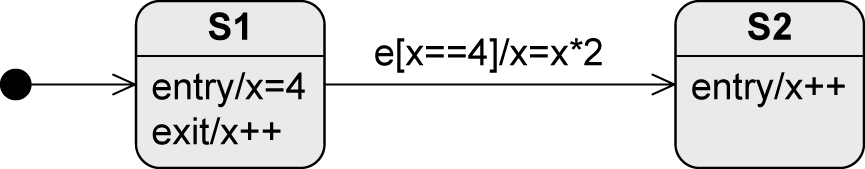 S1
entry/x=4
exit/x++
e[x==4]/x=x*2
S2
entry/x++